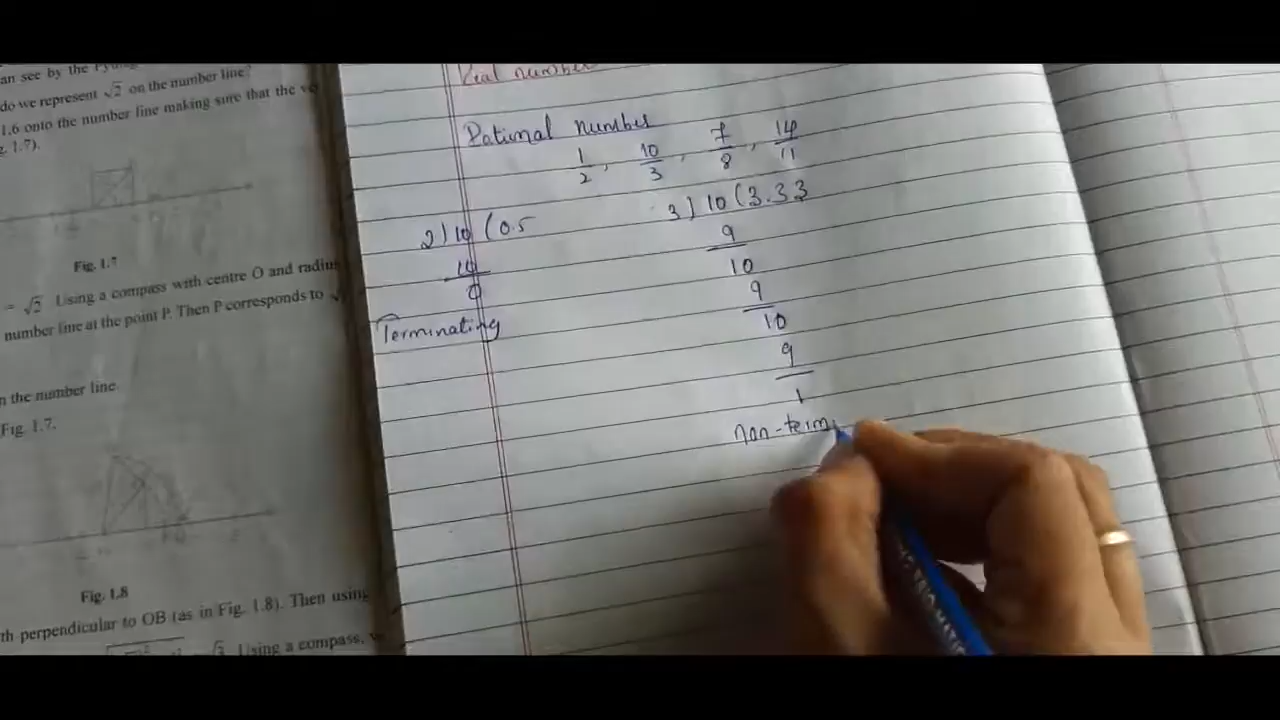 an see by the
do we represent √2 on the number line?
1.6 onto the number line making sure that the
g. 1.7).
Fig. 1.7
= √2 Using a compass with centre O and radius
number line at the point P. Then P corresponds to √
n the number line.
Fig. 1.7.
Fig. 1.8
th perpendicular to OB (as in Fig. 1.8). Then using
Using a compass,
Real number
Rational number
1/2, 10/3, 7/8, 14/11
2)10(0.5
10
0
Terminating
3)10(3.33
9
10
9
10
9
1
non-termi